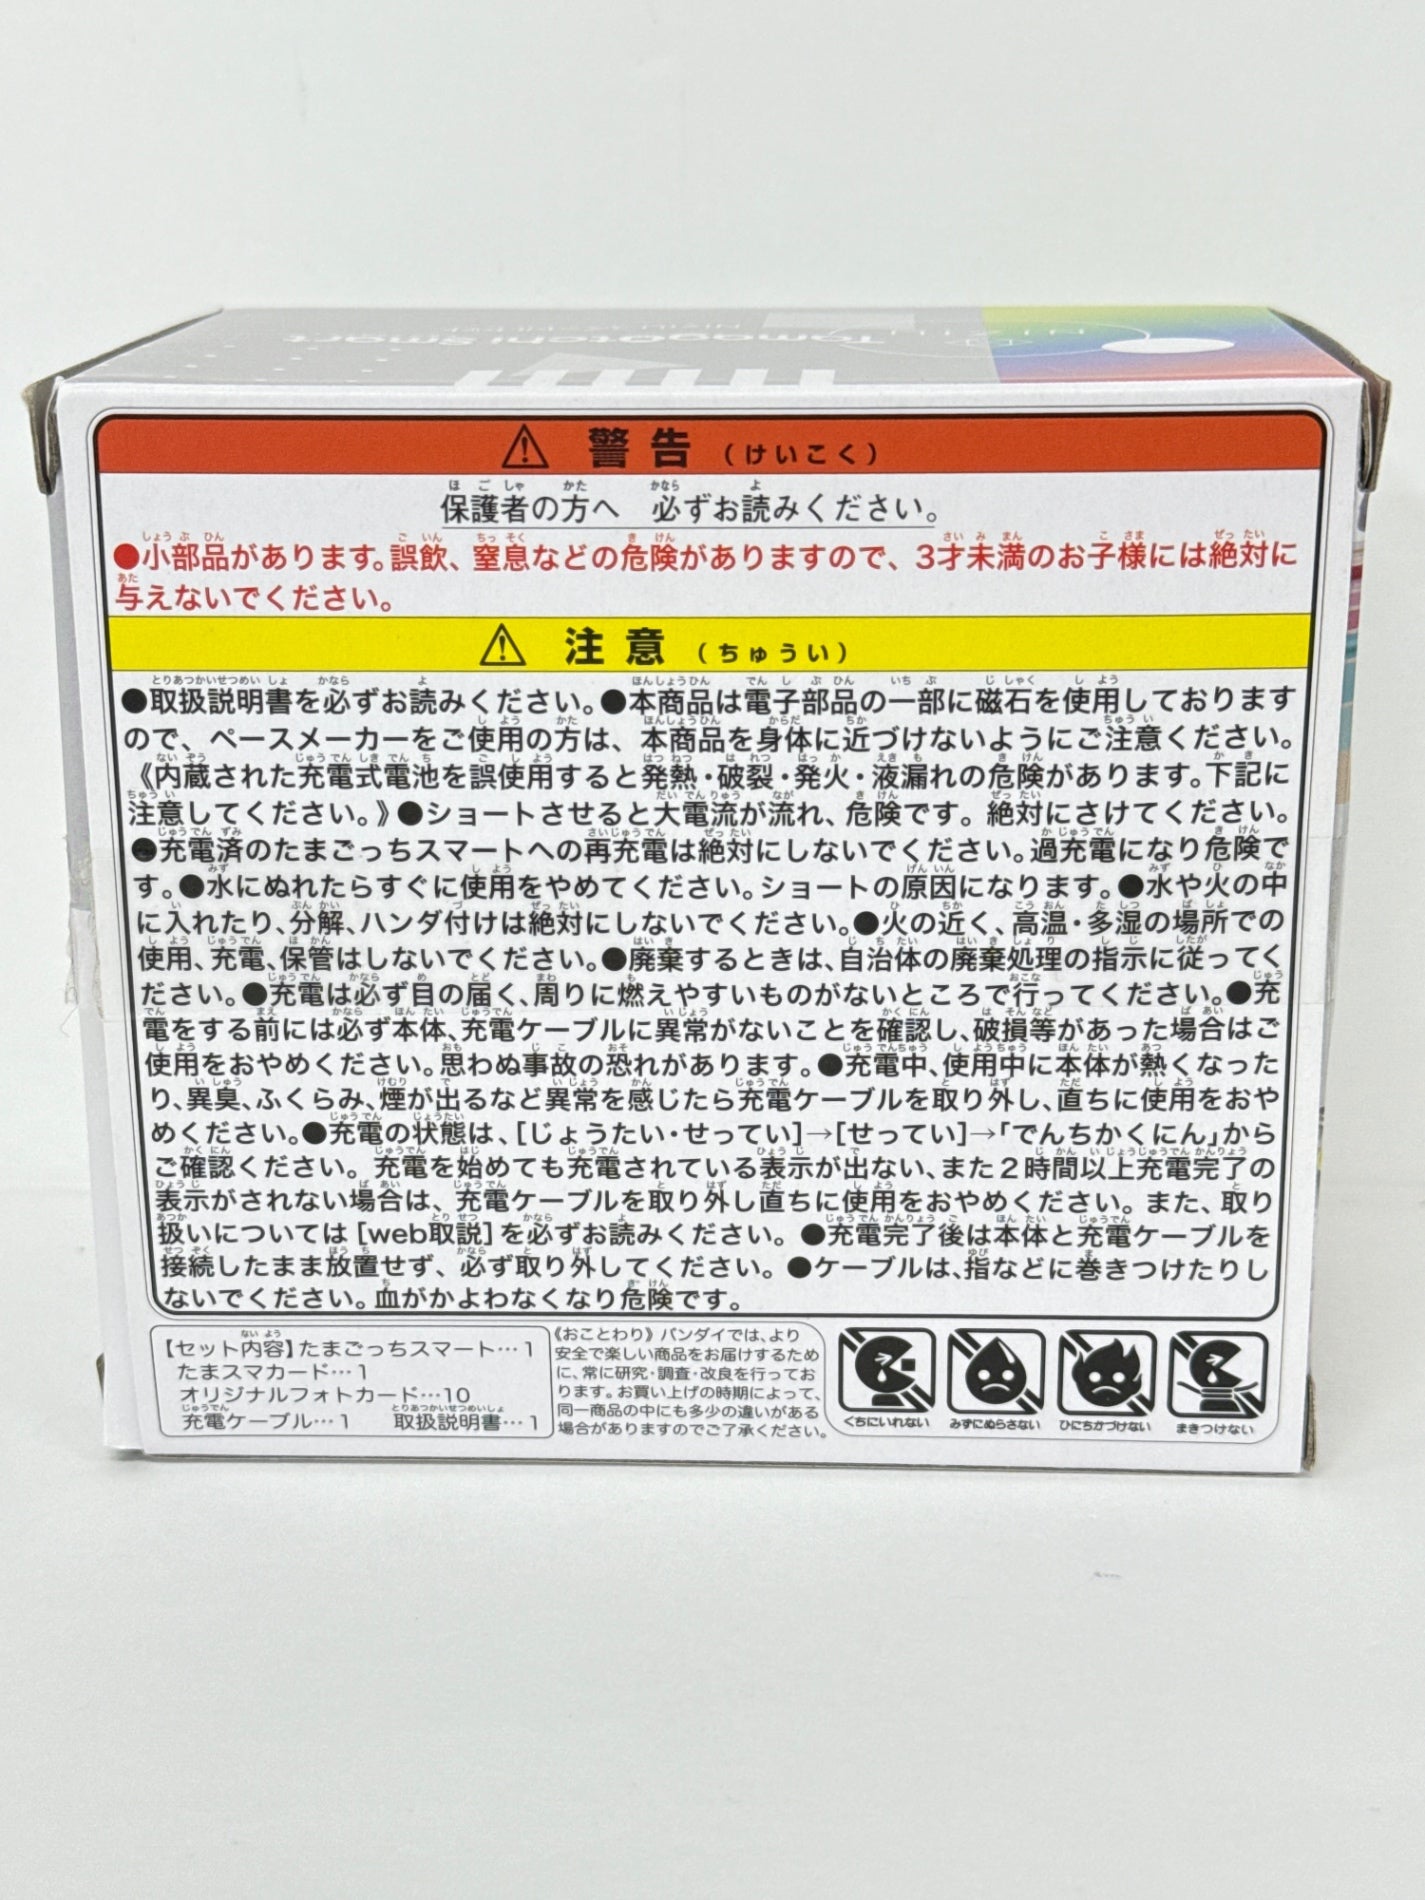 Tamagotchi Smart
警告 (けいこく)
保護者の方へ 必ずお読みください。
●小部品があります。誤飲、窒息などの危険がありますので、3才未満のお子様には絶対に
与えないでください。
注意 (ちゅうい)
●取扱説明書を必ずお読みください。●本商品は電子部品の一部に磁石を使用しております
ので、ペースメーカーをご使用の方は、本商品を身体に近づけないようにご注意ください。
《内蔵された充電式電池を誤使用すると発熱・破裂・発火・液漏れの危険があります。下記に
注意してください。》●ショートさせると大電流が流れ、危険です。絶対にさけてください。
●充電済のたまごっちスマートへの再充電は絶対にしないでください。過充電になり危険で
す。●水にぬれたらすぐに使用をやめてください。ショートの原因になります。●水や火の中
に入れたり、分解、ハンダ付けは絶対にしないでください。●火の近く、高温・多湿の場所での
使用、充電、保管はしないでください。●廃棄するときは、自治体の廃棄処理の指示に従ってく
ださい。●充電は必ず目の届く、周りに燃えやすいものがないところで行ってください。●充
電をする前には必ず本体、充電ケーブルに異常がないことを確認し、破損等があった場合はご
使用をおやめください。思わぬ事故の恐れがあります。●充電中、使用中に本体が熱くなった
り、異臭、ふくらみ、煙が出るなど異常を感じたら充電ケーブルを取り外し、直ちに使用をおや
めください。●充電の状態は、[じょうたい・せってい]→[せってい]→「でんちかくにん」から
ご確認ください。充電を始めても充電されている表示が出ない、また2時間以上充電完了の
表示がされない場合は、充電ケーブルを取り外し直ちに使用をおやめください。また、取り
扱いについては[web取説]を必ずお読みください。●充電完了後は本体と充電ケーブルを
接続したまま放置せず、必ず取り外してください。●ケーブルは、指などに巻きつけたりし
ないでください。血がかよわなくなり危険です。
【セット内容】たまごっちスマート…1
たまスマカード…1
オリジナルフォトカード…10
充電ケーブル…1 取扱説明書…1
《おことわり》バンダイでは、より
安全で楽しい商品をお届けするため
に、常に研究・調査・改良を行ってお
ります。お買い上げの時期によって、
同一商品の中にも多少の違いがある
場合がありますのでご了承ください。
くちにいれない
みずにぬらさない
ひにちかづけない
まきつけない